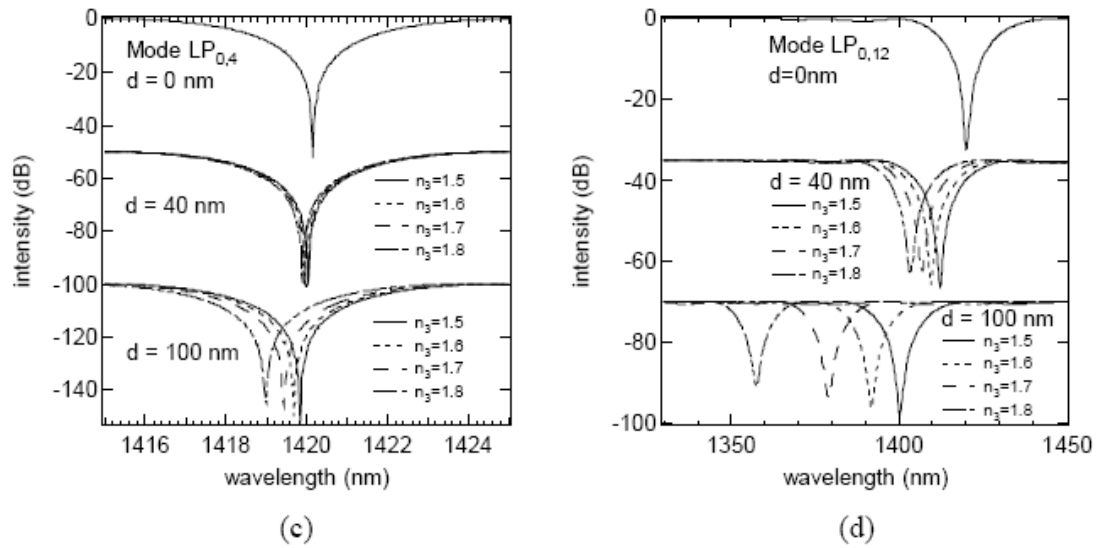 0
-20
-40
-60
-80
-100
-120
-140
intensity (dB)
Mode LP0,4
d = 0 nm
d = 40 nm
n3=1.5
n3=1.6
n3=1.7
n3=1.8
d = 100 nm
n3=1.5
n3=1.6
n3=1.7
n3=1.8
1416 1418 1420 1422 1424
wavelength (nm)
(c)
0
-20
-40
-60
-80
-100
intensity (dB)
Mode LP0,12
d=0nm
d = 40 nm
n3=1.5
n3=1.6
n3=1.7
n3=1.8
d = 100 nm
n3=1.5
n3=1.6
n3=1.7
n3=1.8
1350 1400 1450
wavelength (nm)
(d)